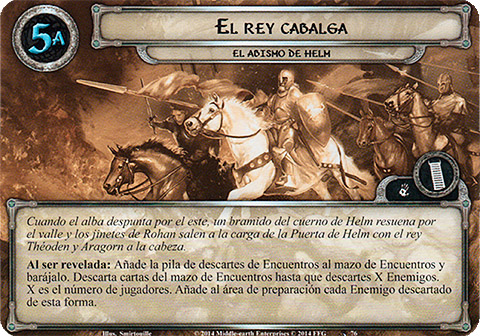 5A
El rey cabalga
El abismo de Helm
Cuando el alba despunta por el este, un bramido del cuerno de Helm resuena por
el valle y los jinetes de Rohan salen a la carga de la Puerta de Helm con el rey
Théoden y Aragorn a la cabeza.
Al ser revelada: Añade la pila de descartes de Encuentros al mazo de Encuentros y
barájalo. Descarta cartas del mazo de Encuentros hasta que descartes X Enemigos.
X es el número de jugadores. Añade al área de preparación cada Enemigo descartado
de esta forma.
Illus. Smirtouille © 2014 Middle-earth Enterprises © 2014 FFG 76